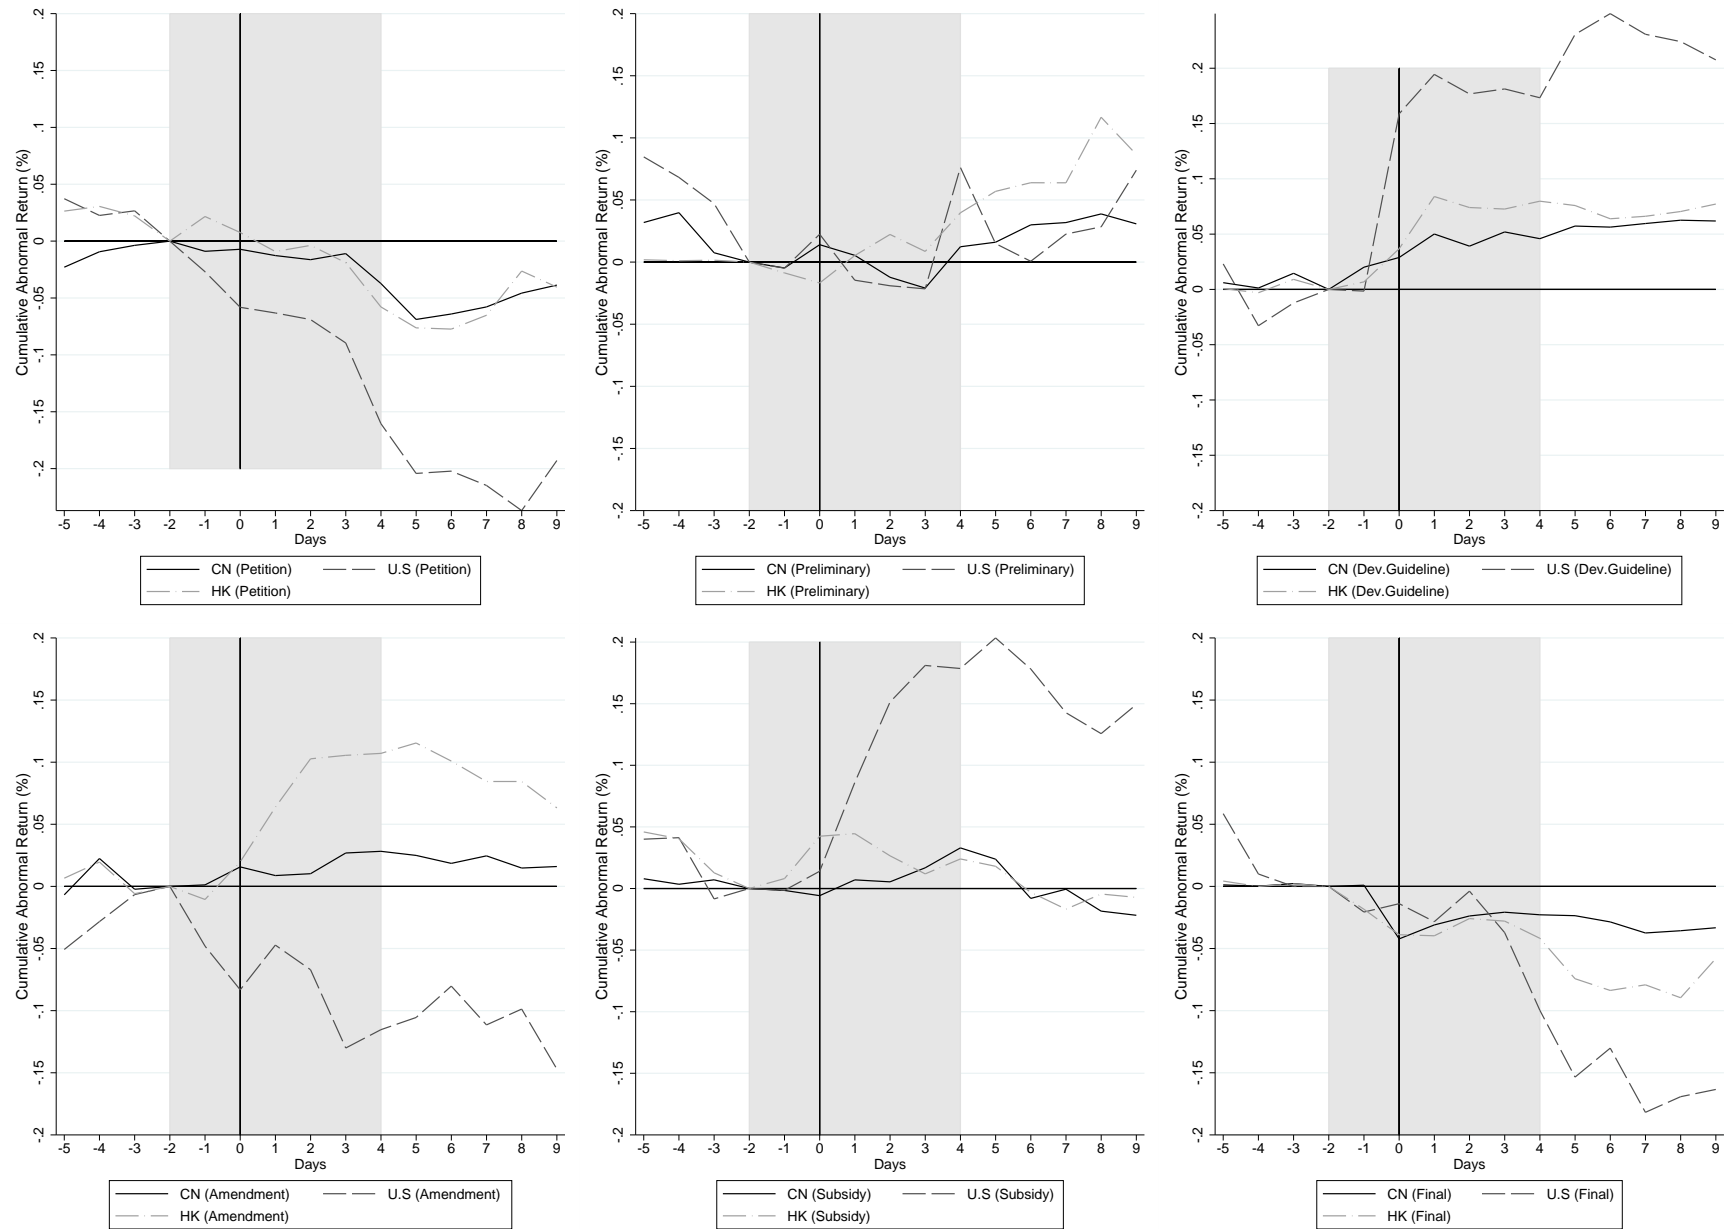 Cumulative Abnormal Return (%)
.2
.15
.1
.05
0
-.05
-.1
-.15
-.2
-5 -4 -3 -2 -1 0 1 2 3 4 5 6 7 8 9
Days
CN (Petition) U.S (Petition)
HK (Petition)
Cumulative Abnormal Return (%)
.2
.15
.1
.05
0
-.05
-.1
-.15
-.2
-5 -4 -3 -2 -1 0 1 2 3 4 5 6 7 8 9
Days
CN (Preliminary) U.S (Preliminary)
HK (Preliminary)
Cumulative Abnormal Return (%)
.2
.15
.1
.05
0
-.05
-.1
-.15
-.2
-5 -4 -3 -2 -1 0 1 2 3 4 5 6 7 8 9
Days
CN (Dev.Guideline) U.S (Dev.Guideline)
HK (Dev.Guideline)
Cumulative Abnormal Return (%)
.2
.15
.1
.05
0
-.05
-.1
-.15
-.2
-5 -4 -3 -2 -1 0 1 2 3 4 5 6 7 8 9
Days
CN (Amendment) U.S (Amendment)
HK (Amendment)
Cumulative Abnormal Return (%)
.2
.15
.1
.05
0
-.05
-.1
-.15
-.2
-5 -4 -3 -2 -1 0 1 2 3 4 5 6 7 8 9
Days
CN (Subsidy) U.S (Subsidy)
HK (Subsidy)
Cumulative Abnormal Return (%)
.2
.15
.1
.05
0
-.05
-.1
-.15
-.2
-5 -4 -3 -2 -1 0 1 2 3 4 5 6 7 8 9
Days
CN (Final) U.S (Final)
HK (Final)